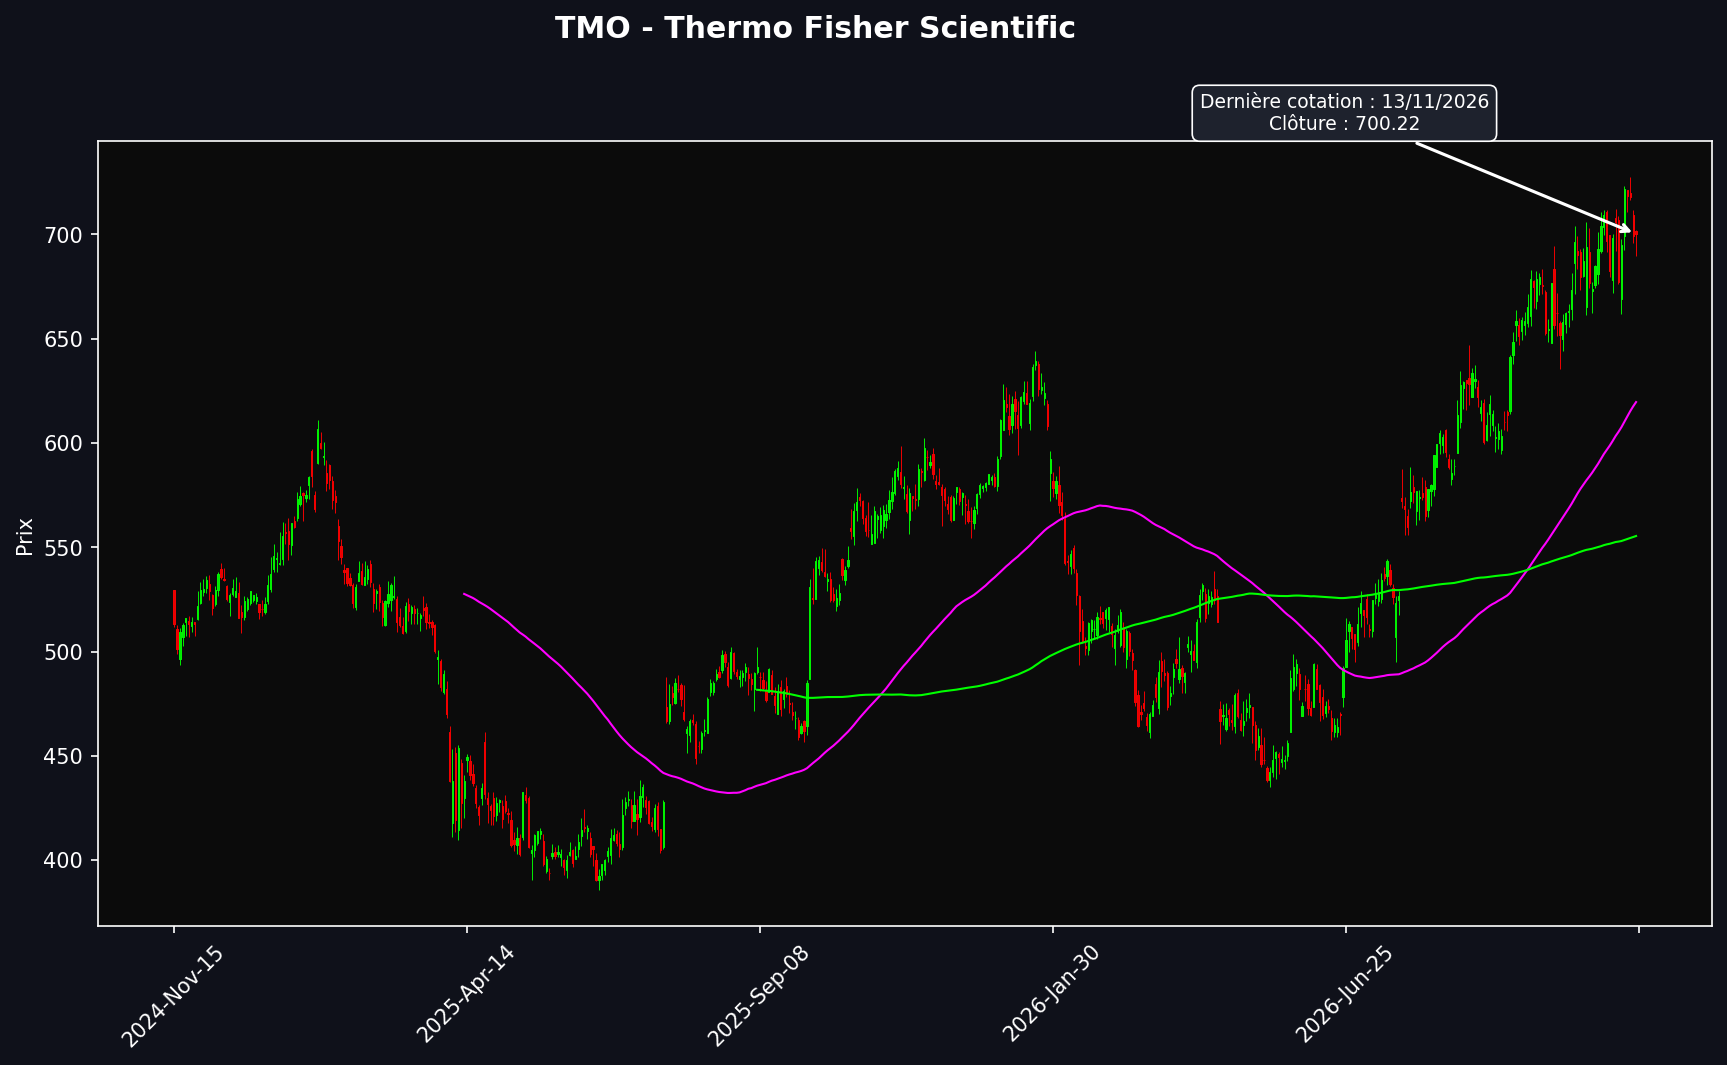 TMO - Thermo Fisher Scientific
Dernière cotation : 13/11/2026
Clôture : 700.22
Prix
700
650
600
550
500
450
400
2024-Nov-15
2025-Apr-14
2025-Sep-08
2026-Jan-30
2026-Jun-25